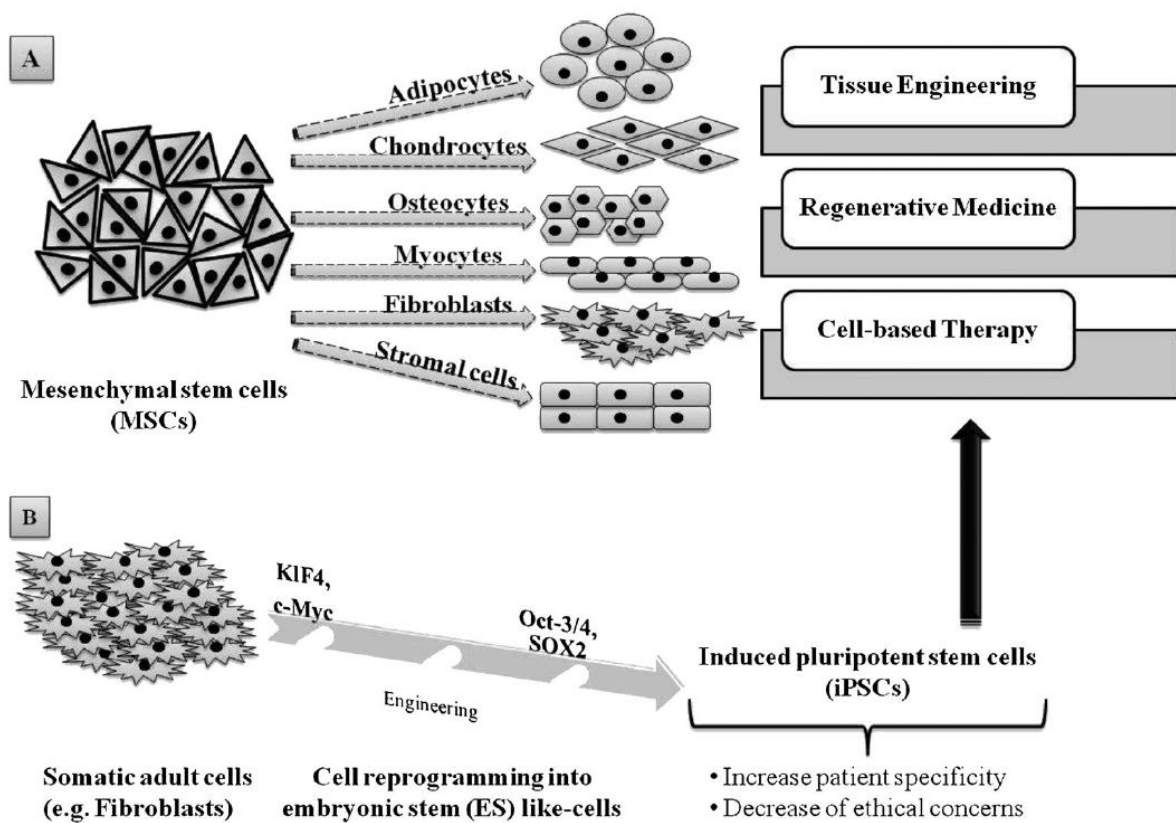 A
Adipocytes
Chondrocytes
Osteocytes
Myocytes
Fibroblasts
Stromal cells
Mesenchymal stem cells
(MSCs)
Tissue Engineering
Regenerative Medicine
Cell-based Therapy
B
KlF4,
c-Myc
Oct-3/4,
SOX2
Engineering
Induced pluripotent stem cells
(iPSCs)
Somatic adult cells
(e.g. Fibroblasts)
Cell reprogramming into
embryonic stem (ES) like-cells
• Increase patient specificity
• Decrease of ethical concerns